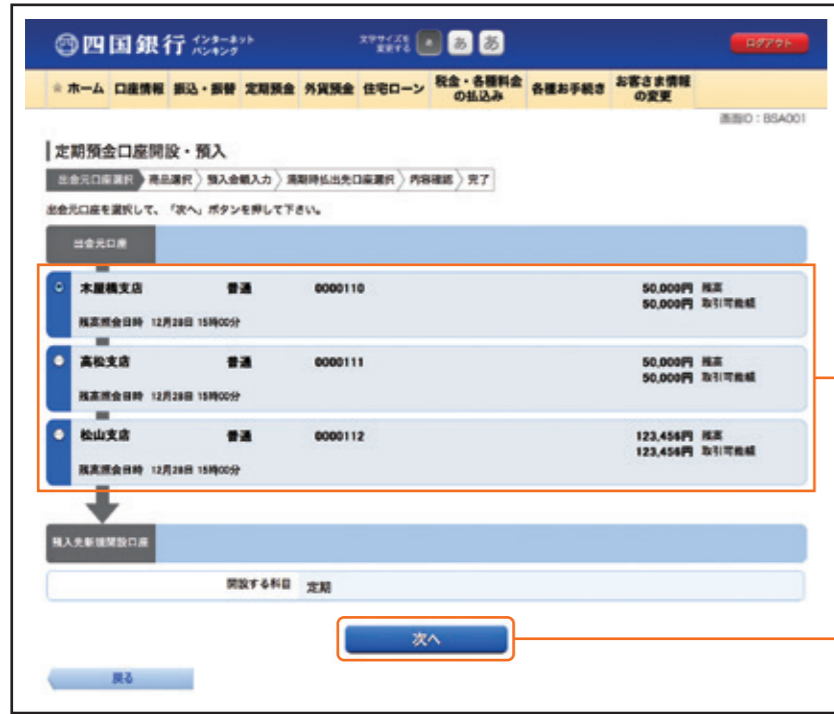 四国銀行 インターネットバンキング 文字サイズを変更する あ あ あ ログアウト
ホーム 口座情報 振込・振替 定期預金 外貨預金 住宅ローン 税金・各種料金の払込み 各種お手続き お客さま情報の変更
画面ID：BSA001
定期預金口座開設・預入
出金元口座選択 商品選択 預入金額入力 満期時払出先口座選択 内容確認 完了
出金元口座を選択して、「次へ」ボタンを押して下さい。
出金元口座
木屋橋支店 普通 0000110 50,000円 残高
50,000円 取引可能額
残高照会日時 12月28日 15時00分
高松支店 普通 0000111 50,000円 残高
50,000円 取引可能額
残高照会日時 12月28日 15時00分
松山支店 普通 0000112 123,456円 残高
123,456円 取引可能額
残高照会日時 12月28日 15時00分
預入先新規開設口座
開設する科目 定期
次へ
戻る